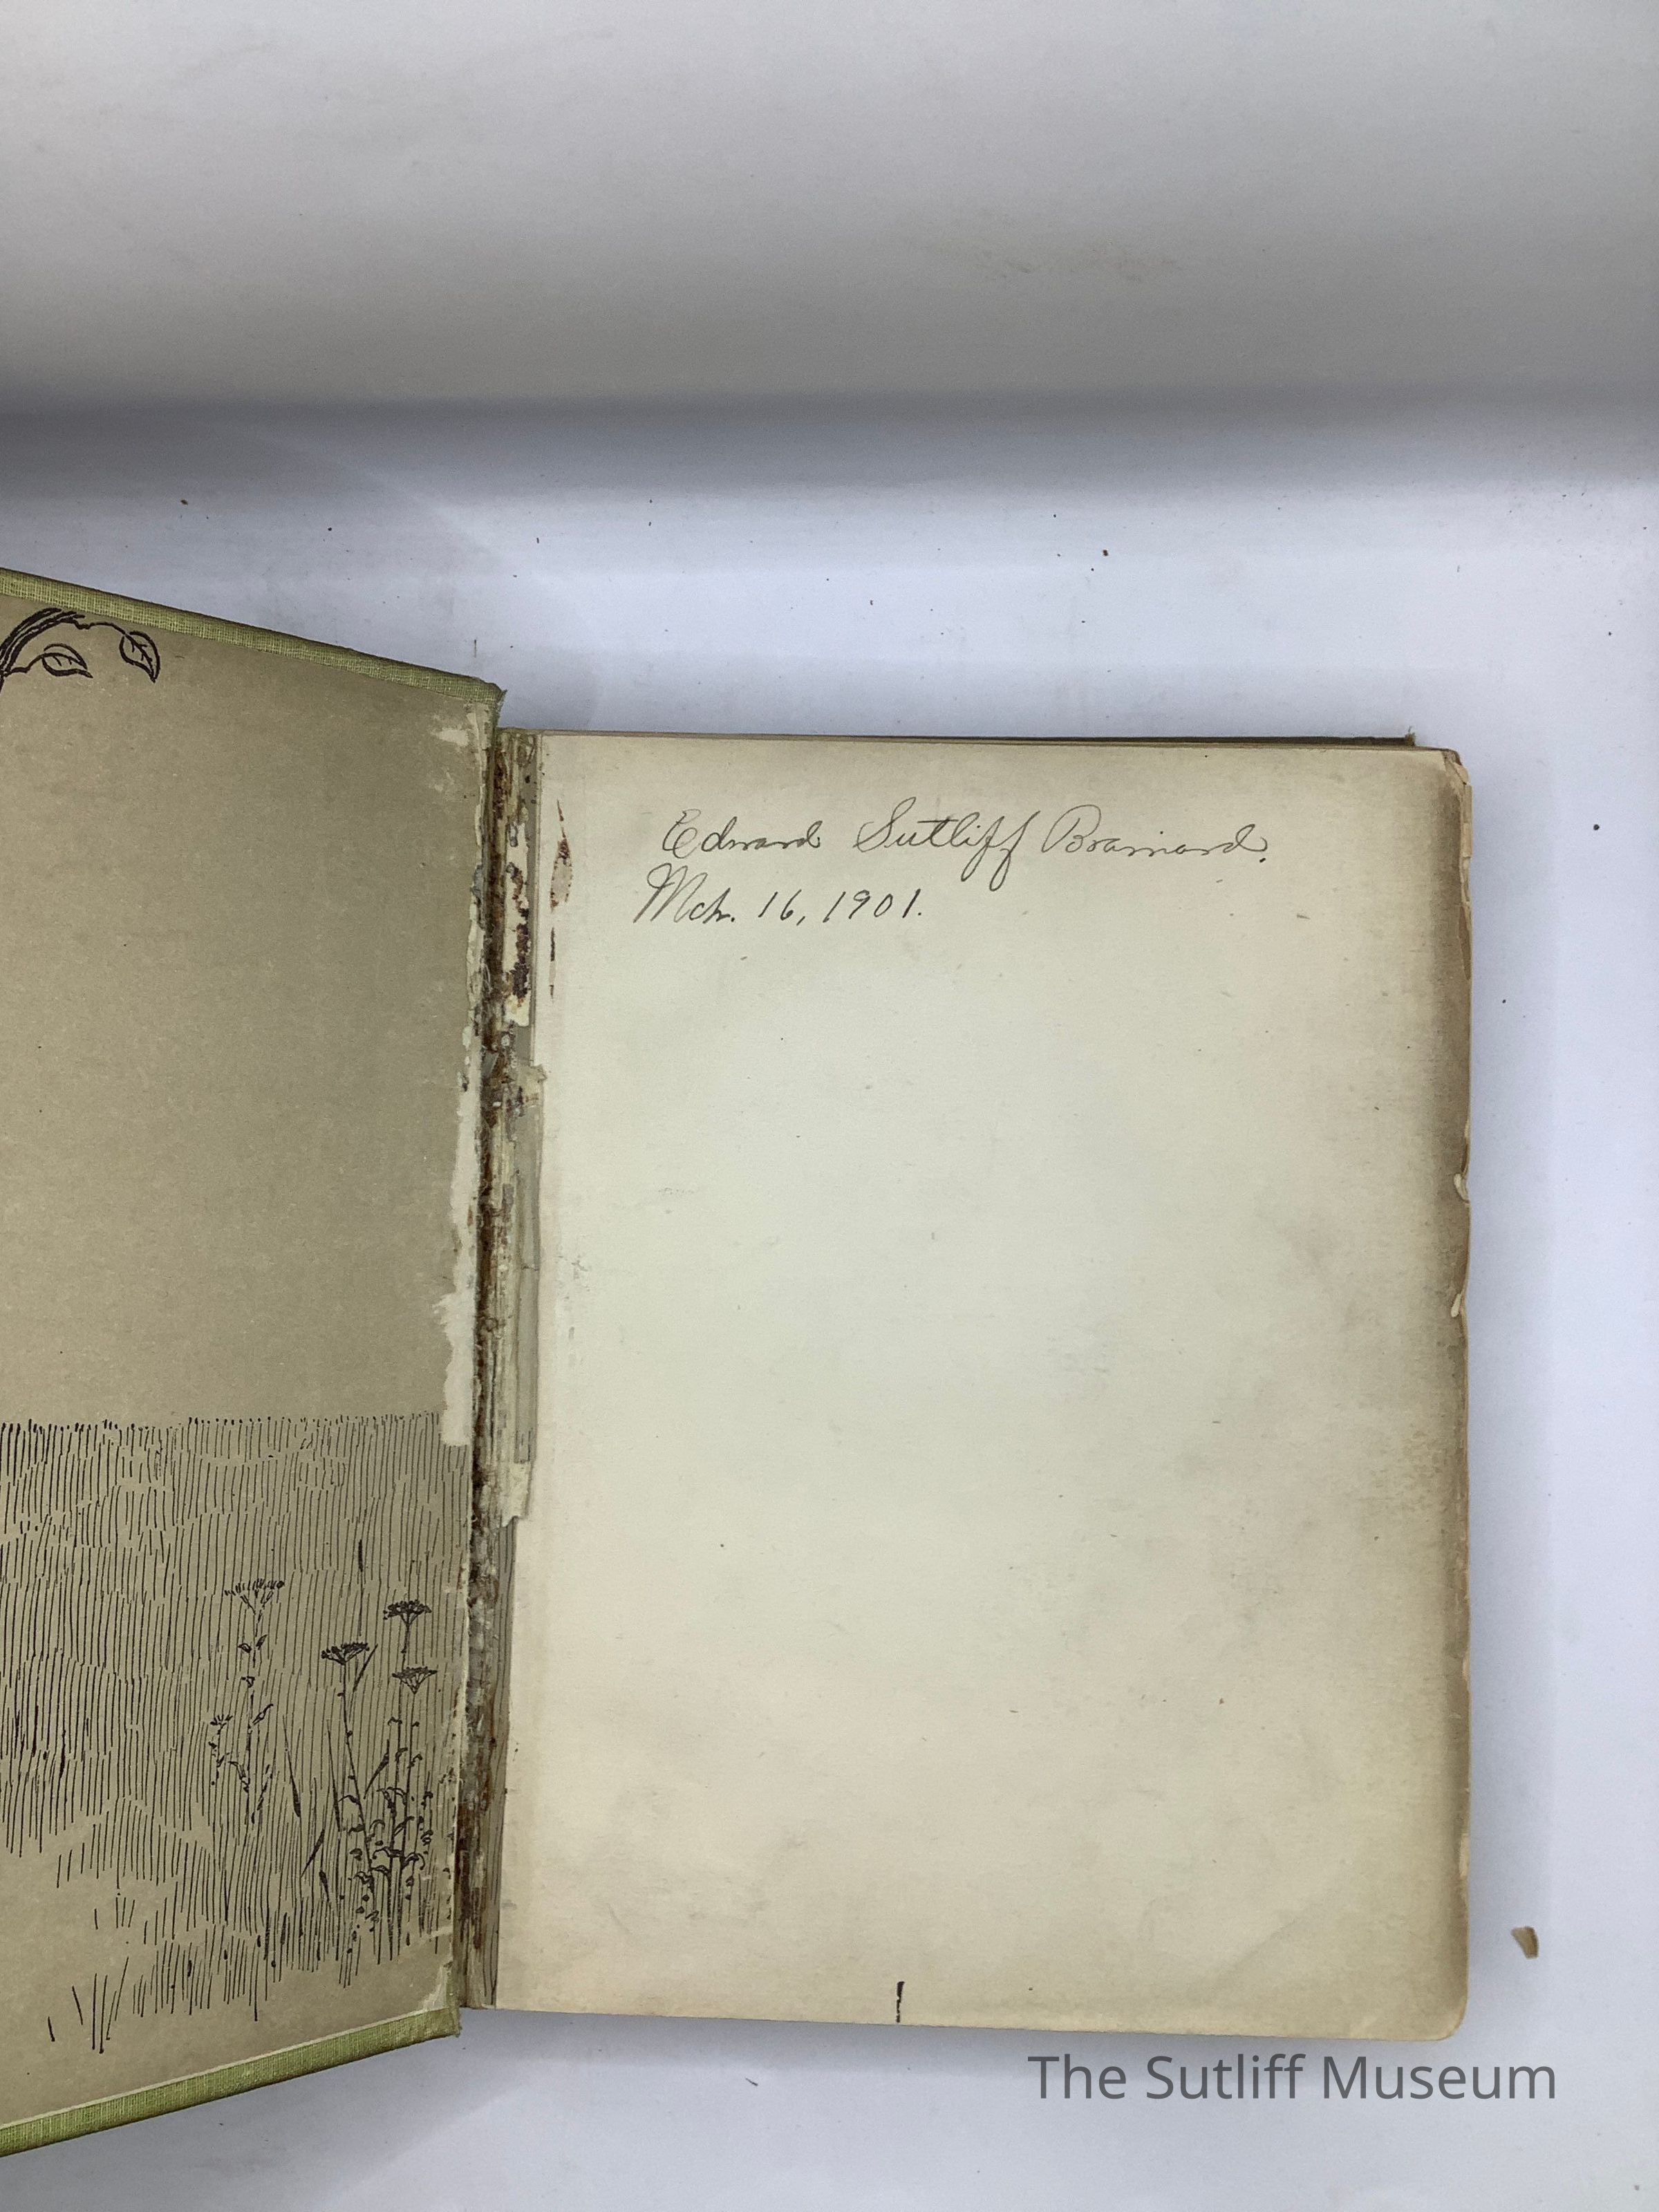 Edward Sutliff Brainard.
Mch. 16, 1901.
The Sutliff Museum